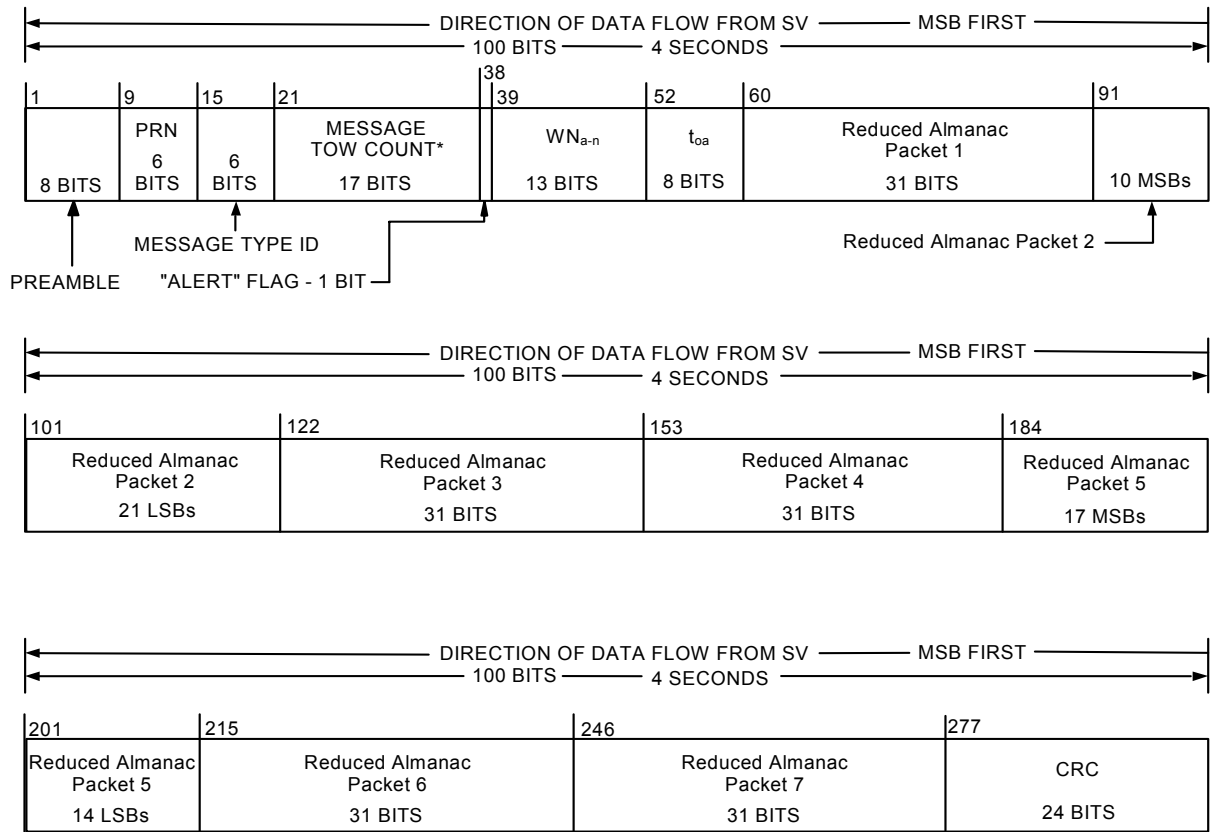 DIRECTION OF DATA FLOW FROM SV MSB FIRST
100 BITS 4 SECONDS
38
1 9 15 21 39 52 60 91
PRN
6
BITS
MESSAGE
TOW COUNT*
17 BITS
WNa-n
13 BITS
toa
8 BITS
Reduced Almanac
Packet 1
31 BITS
8 BITS
6
BITS
10 MSBs
MESSAGE TYPE ID
Reduced Almanac Packet 2
PREAMBLE
"ALERT" FLAG - 1 BIT
DIRECTION OF DATA FLOW FROM SV MSB FIRST
100 BITS 4 SECONDS
101 122 153 184
Reduced Almanac
Packet 2
21 LSBs
Reduced Almanac
Packet 3
31 BITS
Reduced Almanac
Packet 4
31 BITS
Reduced Almanac
Packet 5
17 MSBs
DIRECTION OF DATA FLOW FROM SV MSB FIRST
100 BITS 4 SECONDS
201 215 246 277
Reduced Almanac
Packet 5
14 LSBs
Reduced Almanac
Packet 6
31 BITS
Reduced Almanac
Packet 7
31 BITS
CRC
24 BITS